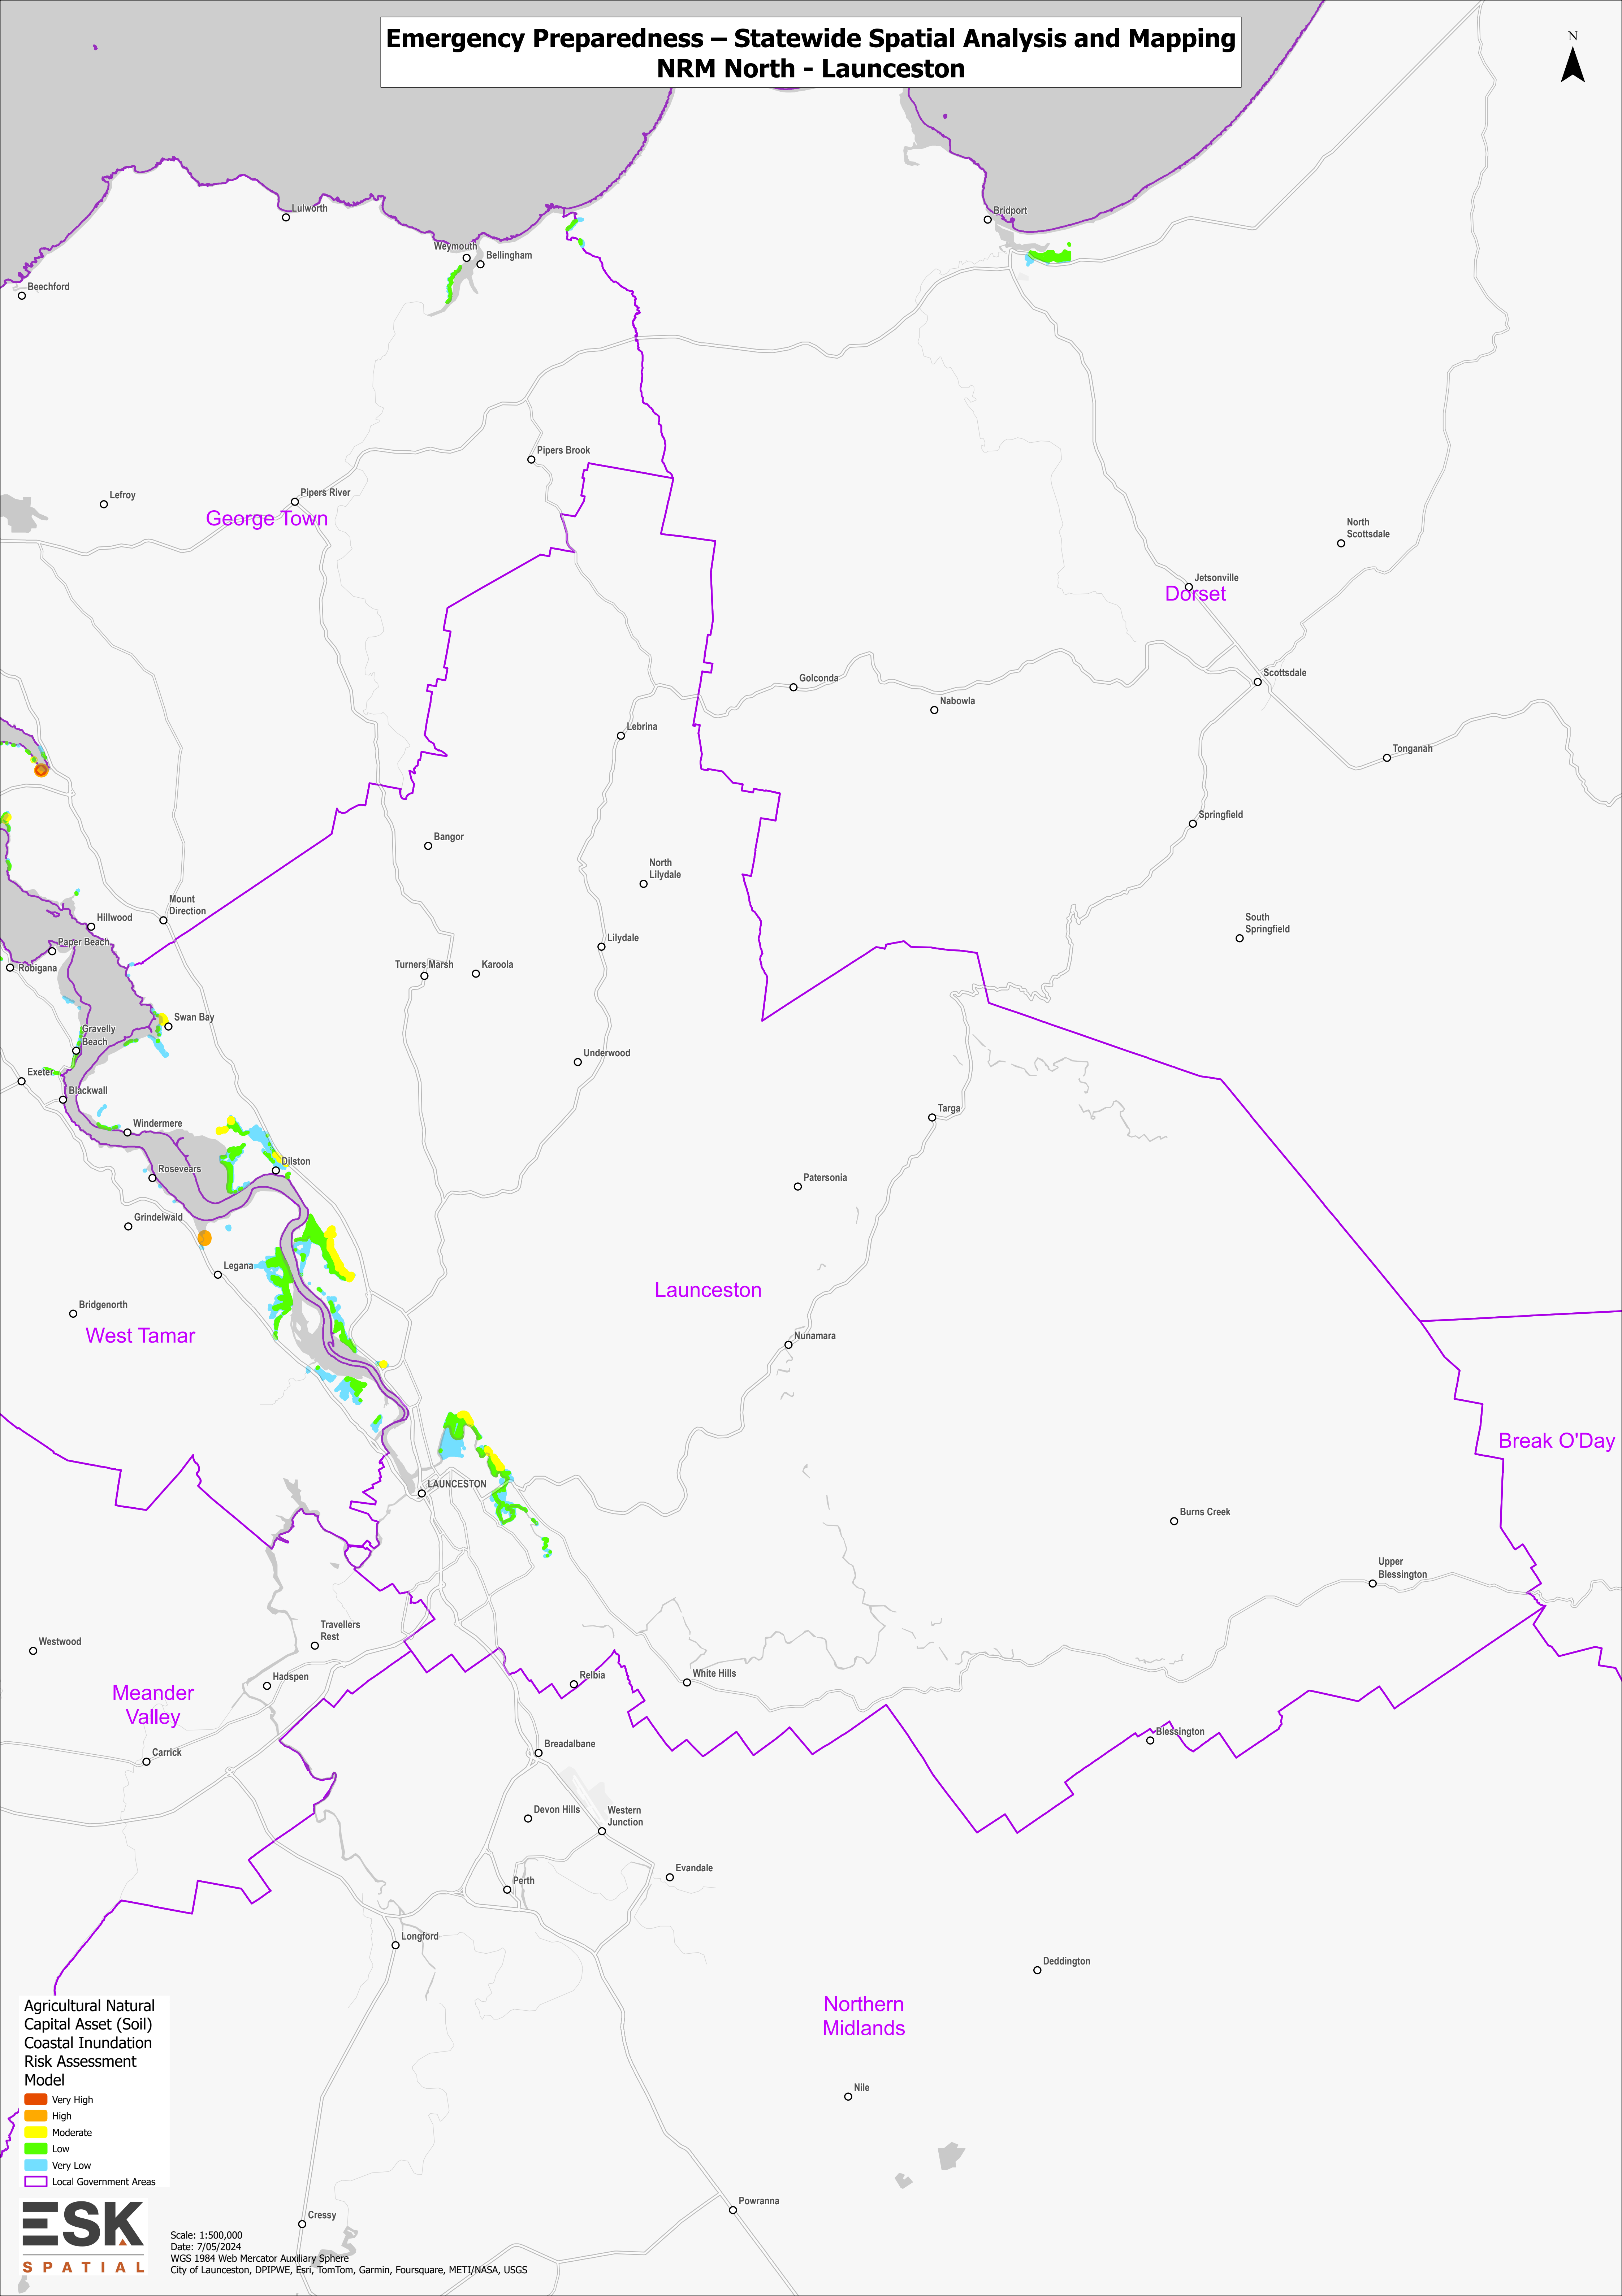 Emergency Preparedness – Statewide Spatial Analysis and Mapping
NRM North - Launceston
N
Lulworth
Bridport
Weymouth
Bellingham
Beechford
Pipers Brook
Lefroy
Pipers River
George Town
North
Scottsdale
Jetsonville
Dorset
Scottsdale
Golconda
Nabowla
Lebrina
Tonganah
Springfield
Bangor
North
Lilydale
Mount
Direction
Hillwood
South
Springfield
Paper Beach
Lilydale
Robigana
Turners Marsh
Karoola
Swan Bay
Gravelly
Beach
Underwood
Exeter
Blackwall
Targa
Windermere
Dilston
Rosevears
Patersonia
Grindelwald
Legana
Launceston
Bridgenorth
West Tamar
Nunamara
Break O'Day
LAUNCESTON
Burns Creek
Upper
Blessington
Travellers
Rest
Westwood
Hadspen
Relbia
White Hills
Meander
Valley
Blessington
Breadalbane
Carrick
Devon Hills
Western
Junction
Evandale
Perth
Longford
Deddington
Northern
Midlands
Agricultural Natural
Capital Asset (Soil)
Coastal Inundation
Risk Assessment
Model
Very High
High
Moderate
Low
Very Low
Local Government Areas
Nile
Powranna
Cressy
ESK
SPATIAL
Scale: 1:500,000
Date: 7/05/2024
WGS 1984 Web Mercator Auxiliary Sphere
City of Launceston, DPIPWE, Esri, TomTom, Garmin, Foursquare, METI/NASA, USGS